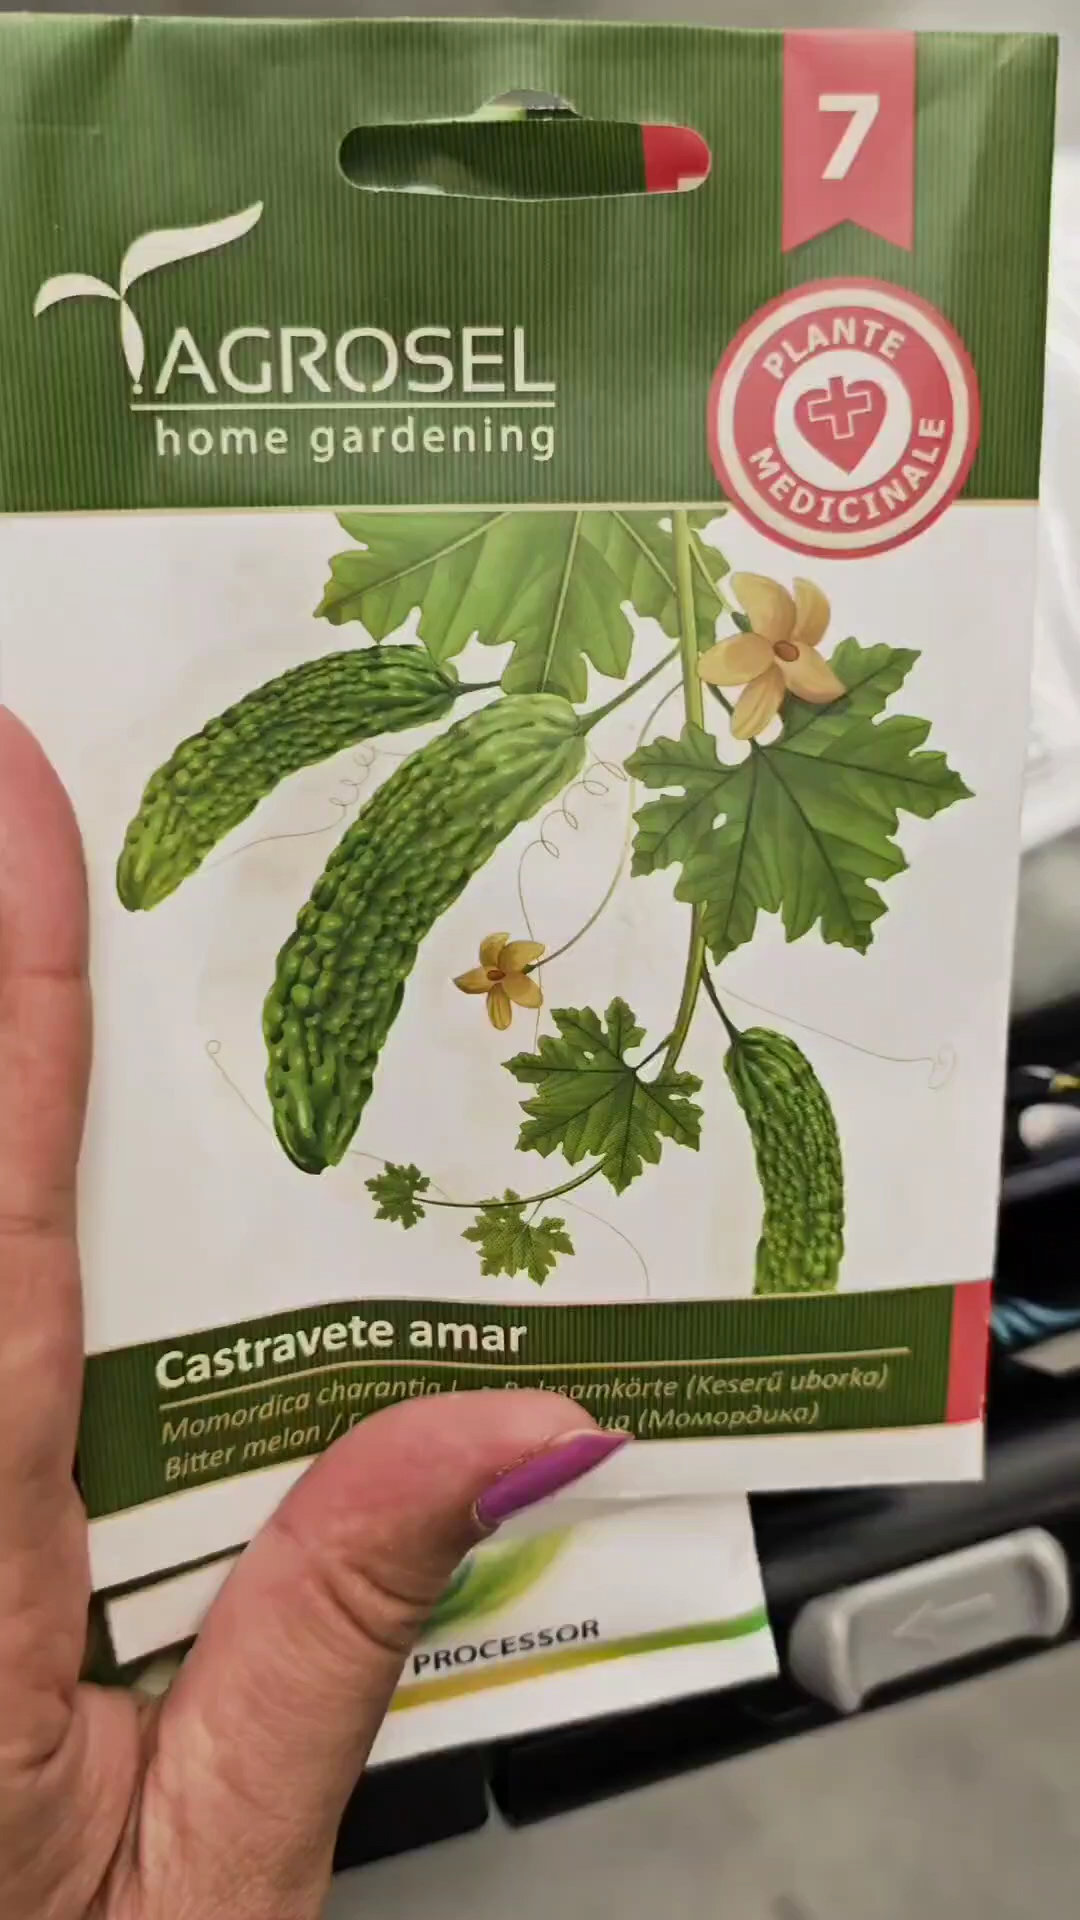 7
AGROSEL
home gardening
PLANTE
MEDICINALE
Castravete amar
Momordica charantia (Keserű uborka)
Bitter melon / (Момордика)
PROCESSOR